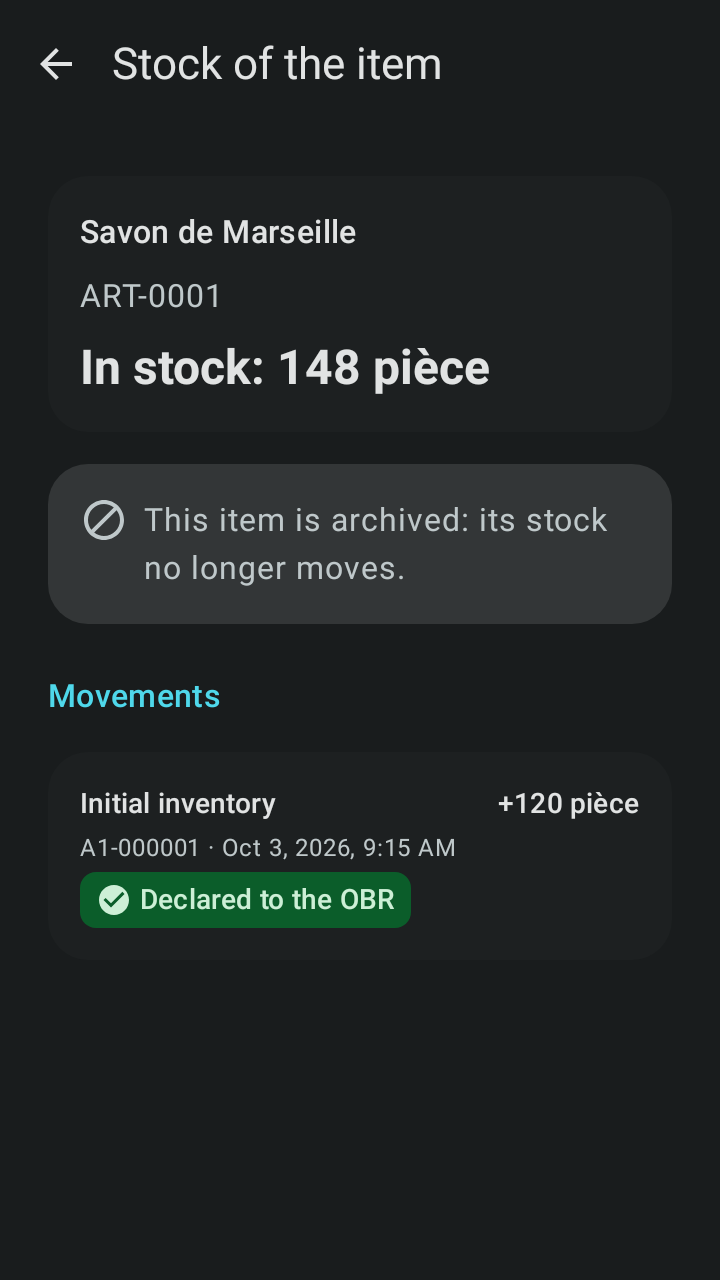 Stock of the item
Savon de Marseille
ART-0001
In stock: 148 pièce
This item is archived: its stock
no longer moves.
Movements
Initial inventory +120 pièce
A1-000001 · Oct 3, 2026, 9:15 AM
Declared to the OBR